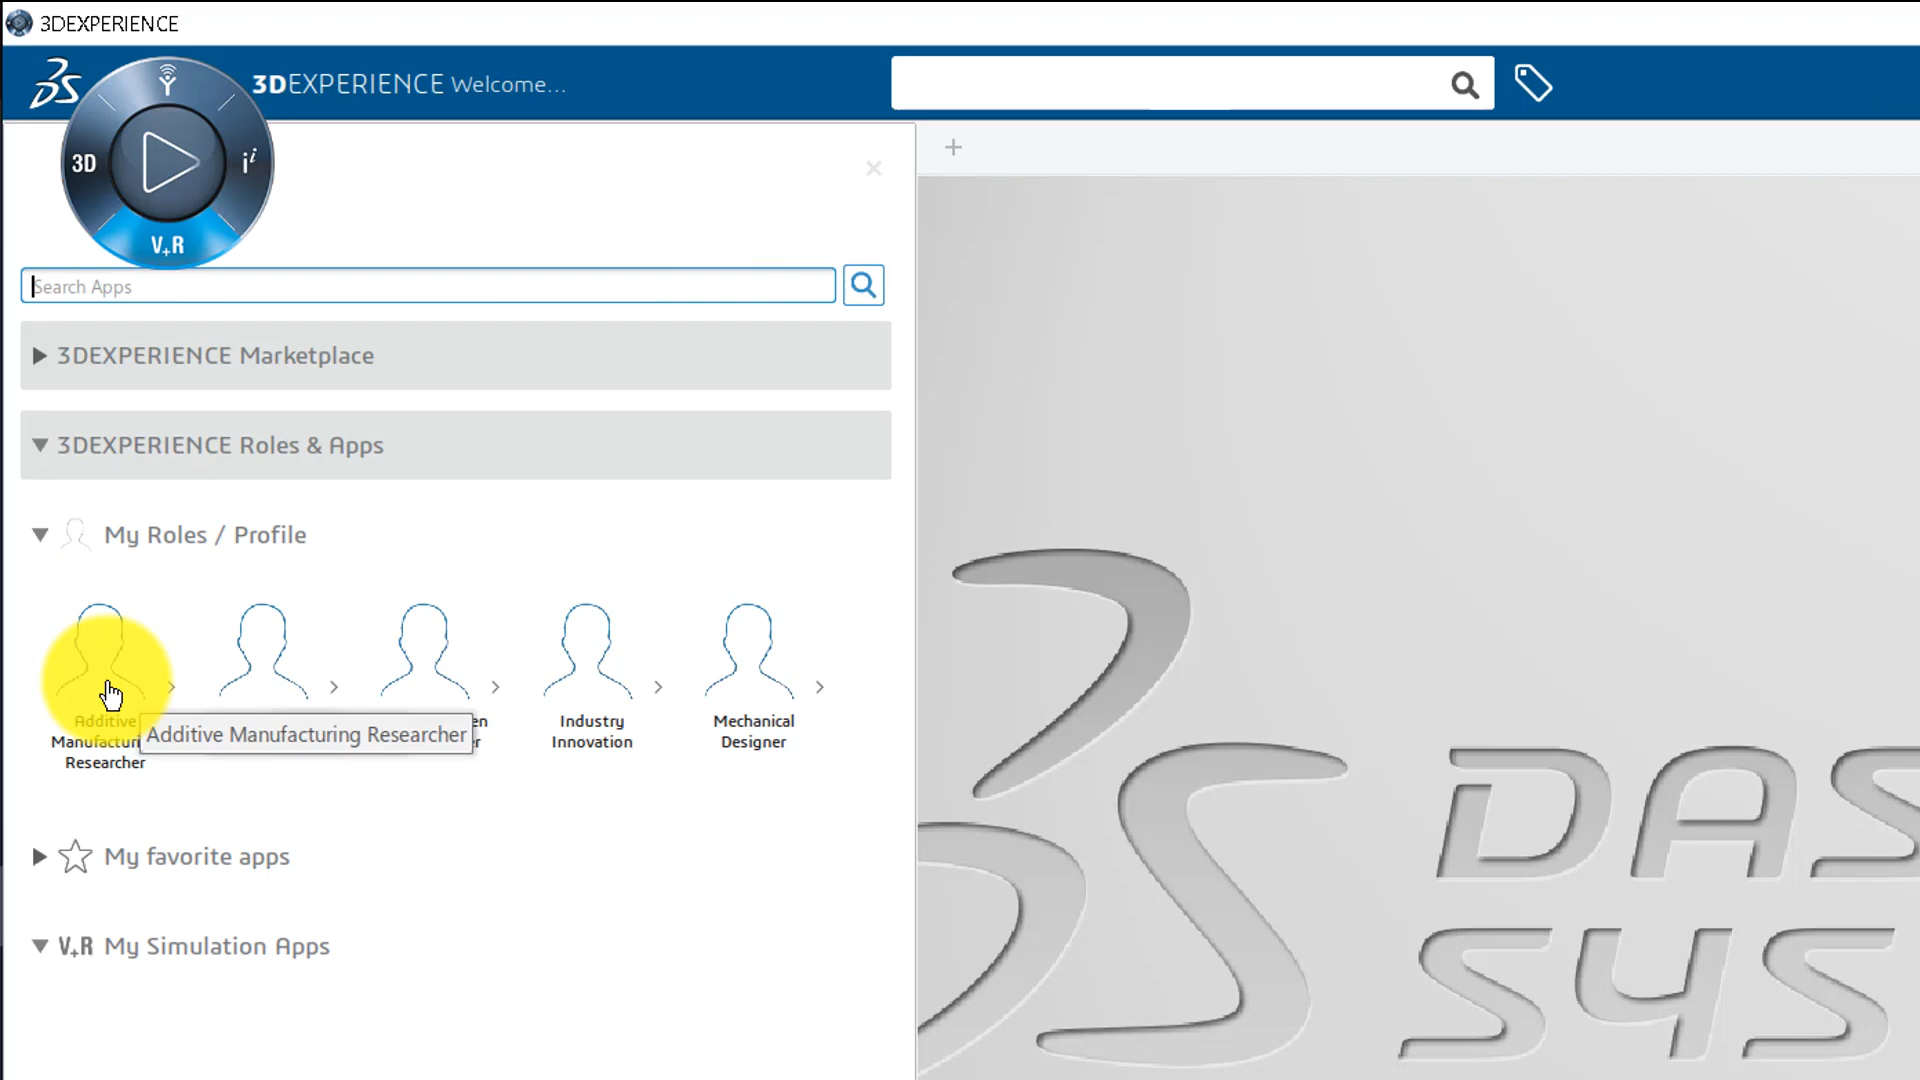 3DEXPERIENCE
3DEXPERIENCE Welcome...
3D
i i
V+R
Search Apps
3DEXPERIENCE Marketplace
3DEXPERIENCE Roles & Apps
My Roles / Profile
Additive
Researcher
Additive Manufacturing Researcher
Industry
Innovation
Mechanical
Designer
My favorite apps
V+R My Simulation Apps
DAS
SYS